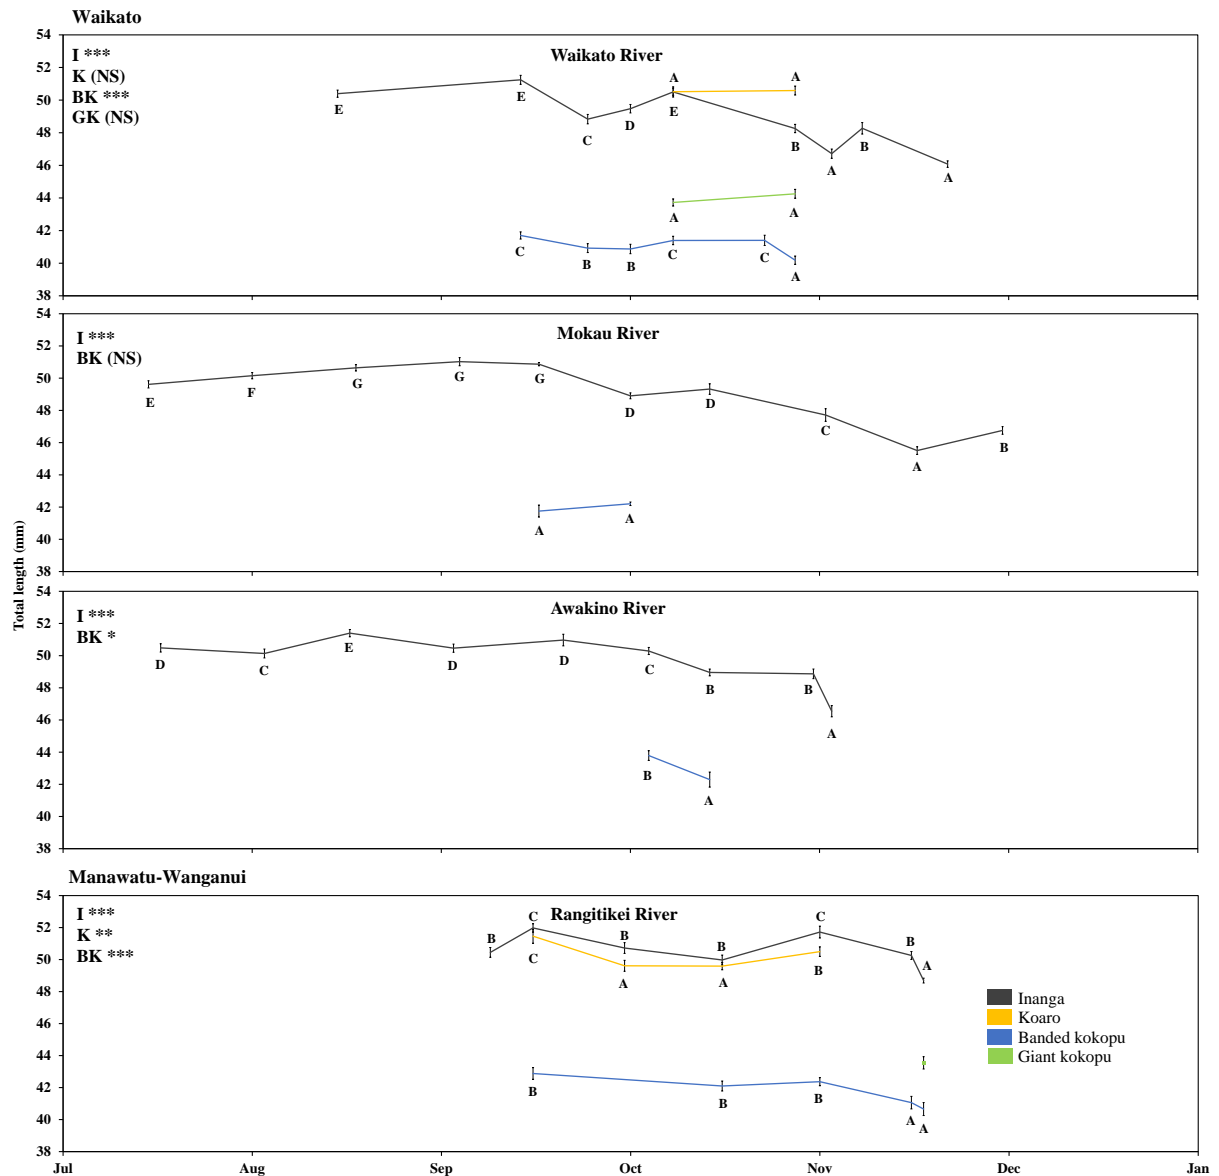 Waikato
54
52
50
48
46
44
42
40
38
I ***
K (NS)
BK ***
GK (NS)
Waikato River
E
E
C
D
A
E
A
B
A
B
A
A
A
C
B
B
C
C
A
54
52
50
48
46
44
42
40
38
I ***
BK (NS)
Mokau River
E
F
G
G
G
D
D
C
A
B
A
A
Total length (mm)
54
52
50
48
46
44
42
40
38
I ***
BK *
Awakino River
D
C
E
D
D
C
B
B
A
B
A
Manawatu-Wanganui
54
52
50
48
46
44
42
40
38
I ***
K **
BK ***
Rangitikei River
B
C
B
B
C
B
A
C
A
A
B
B
B
B
A
A
Inanga
Koaro
Banded kokopu
Giant kokopu
Jul Aug Sep Oct Nov Dec Jan